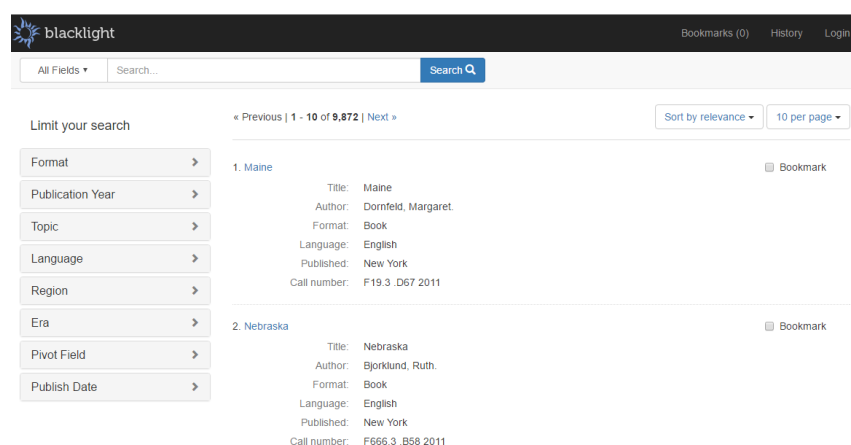 blacklight
Bookmarks (0) History Login
All Fields Search... Search
Limit your search
Format
Publication Year
Topic
Language
Region
Era
Pivot Field
Publish Date
« Previous | 1 - 10 of 9,872 | Next »
Sort by relevance 10 per page
1. Maine Bookmark
Title: Maine
Author: Dornfeld, Margaret.
Format: Book
Language: English
Published: New York
Call number: F19.3 .D67 2011
2. Nebraska Bookmark
Title: Nebraska
Author: Bjorklund, Ruth.
Format: Book
Language: English
Published: New York
Call number: F666.3 .B58 2011